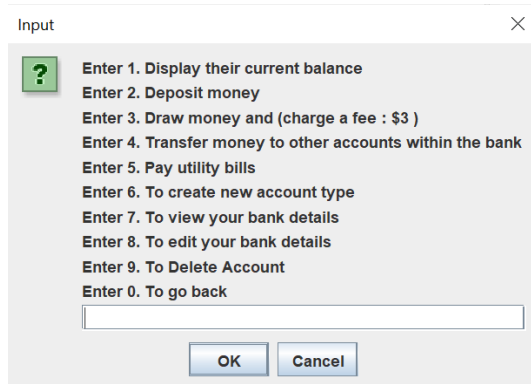 Input
?
Enter 1. Display their current balance
Enter 2. Deposit money
Enter 3. Draw money and (charge a fee : $3 )
Enter 4. Transfer money to other accounts within the bank
Enter 5. Pay utility bills
Enter 6. To create new account type
Enter 7. To view your bank details
Enter 8. To edit your bank details
Enter 9. To Delete Account
Enter 0. To go back
OK Cancel